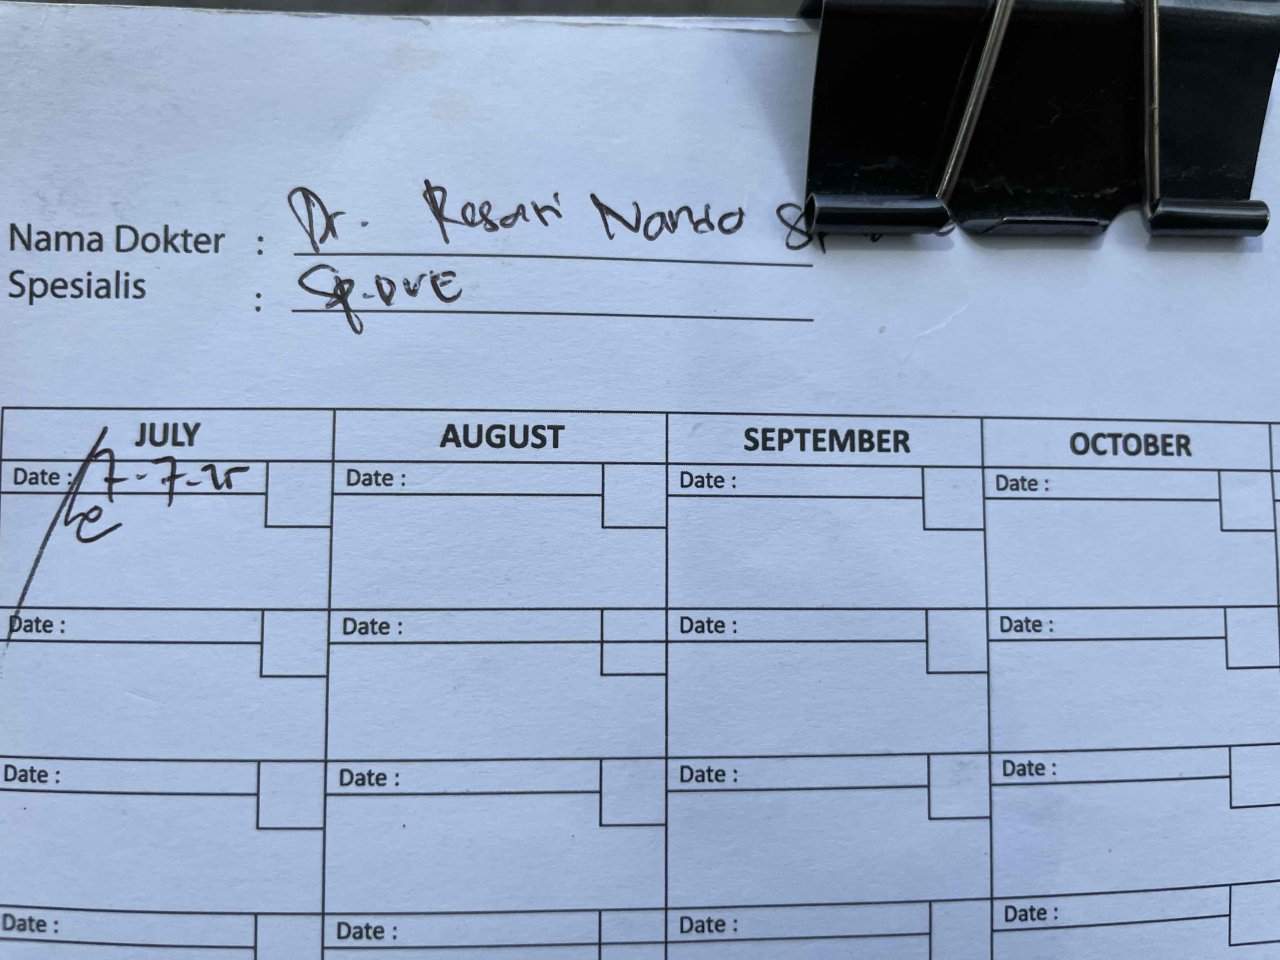 Nama Dokter : Dr. Resari Nando
Spesialis : Sp.DVE
JULY AUGUST SEPTEMBER OCTOBER
Date : 7-7-25 Date : Date : Date :
Date : Date : Date : Date :
Date : Date : Date : Date :
Date : Date : Date : Date :